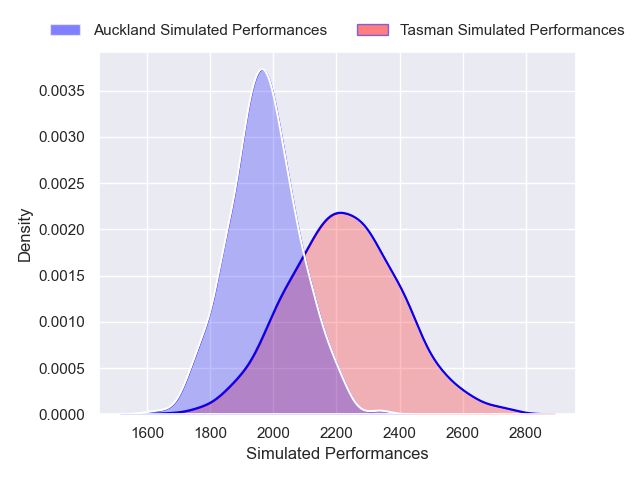 Auckland Simulated Performances
Tasman Simulated Performances
Density
0.0035
0.0030
0.0025
0.0020
0.0015
0.0010
0.0005
0.0000
1600 1800 2000 2200 2400 2600 2800
Simulated Performances